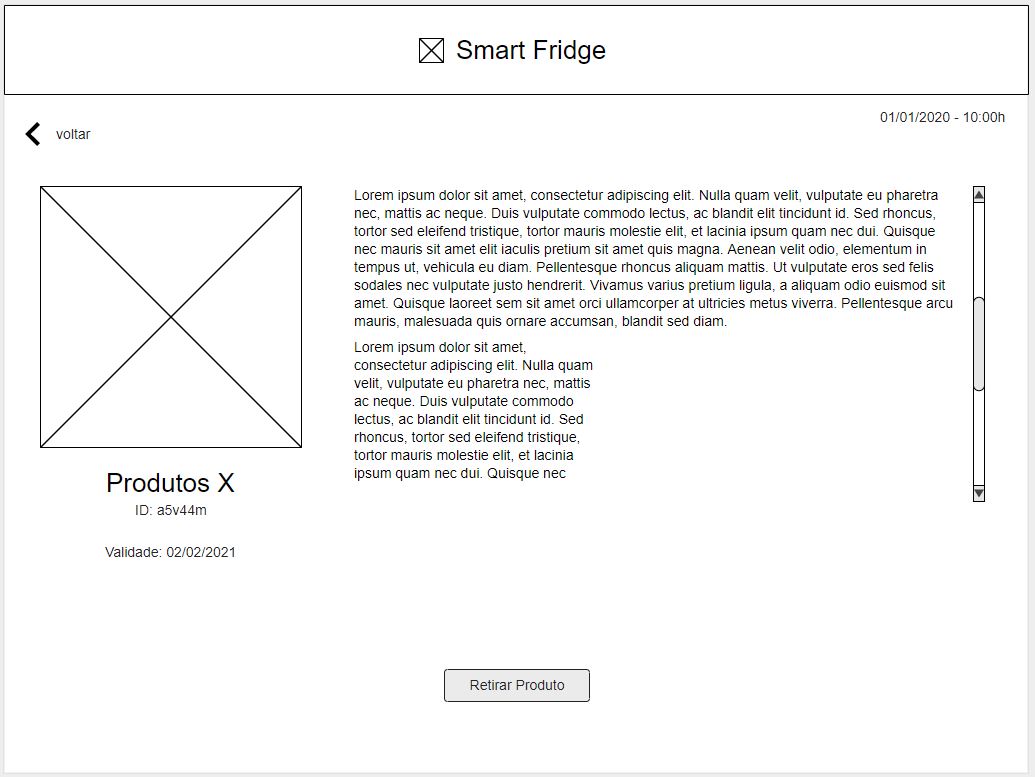 Smart Fridge
01/01/2020 - 10:00h
voltar
Lorem ipsum dolor sit amet, consectetur adipiscing elit. Nulla quam velit, vulputate eu pharetra
nec, mattis ac neque. Duis vulputate commodo lectus, ac blandit elit tincidunt id. Sed rhoncus,
tortor sed eleifend tristique, tortor mauris molestie elit, et lacinia ipsum quam nec dui. Quisque
nec mauris sit amet elit iaculis pretium sit amet quis magna. Aenean velit odio, elementum in
tempus ut, vehicula eu diam. Pellentesque rhoncus aliquam mattis. Ut vulputate eros sed felis
sodales nec vulputate justo hendrerit. Vivamus varius pretium ligula, a aliquam odio euismod sit
amet. Quisque laoreet sem sit amet orci ullamcorper at ultricies metus viverra. Pellentesque arcu
mauris, malesuada quis ornare accumsan, blandit sed diam.
Lorem ipsum dolor sit amet,
consectetur adipiscing elit. Nulla quam
velit, vulputate eu pharetra nec, mattis
ac neque. Duis vulputate commodo
lectus, ac blandit elit tincidunt id. Sed
rhoncus, tortor sed eleifend tristique,
tortor mauris molestie elit, et lacinia
ipsum quam nec dui. Quisque nec
Produtos X
ID: a5v44m
Validade: 02/02/2021
Retirar Produto